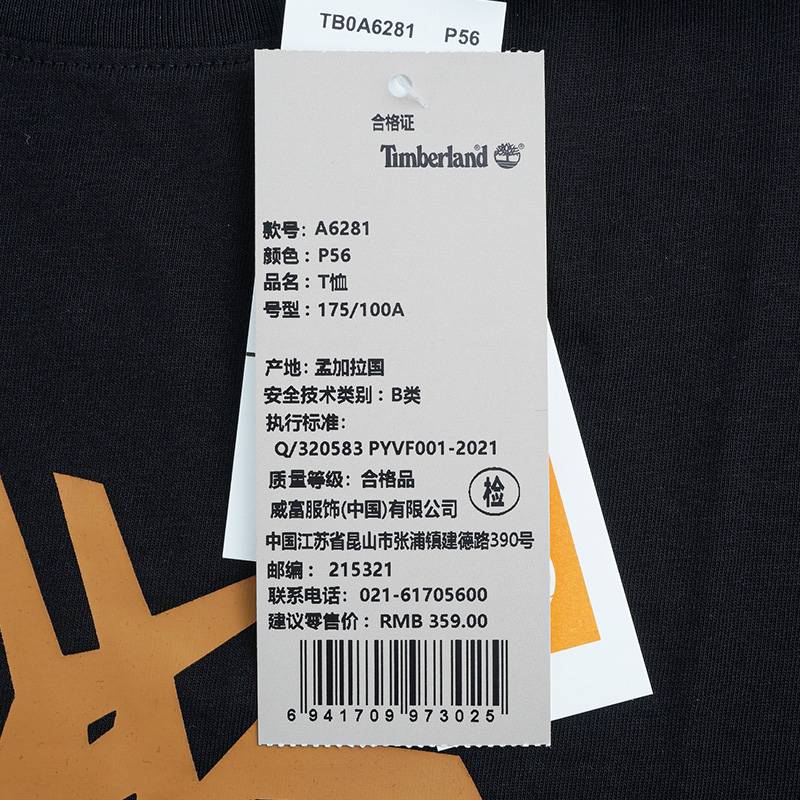 TB0A6281 P56
合格证
Timberland®
款号: A6281
颜色: P56
品名: T恤
号型: 175/100A
产地: 孟加拉国
安全技术类别: B类
执行标准:
Q/320583 PYVF001-2021
质量等级: 合格品
检
威富服饰(中国)有限公司
中国江苏省昆山市张浦镇建德路390号
邮编: 215321
联系电话: 021-61705600
建议零售价: RMB 359.00
6 941709 973025